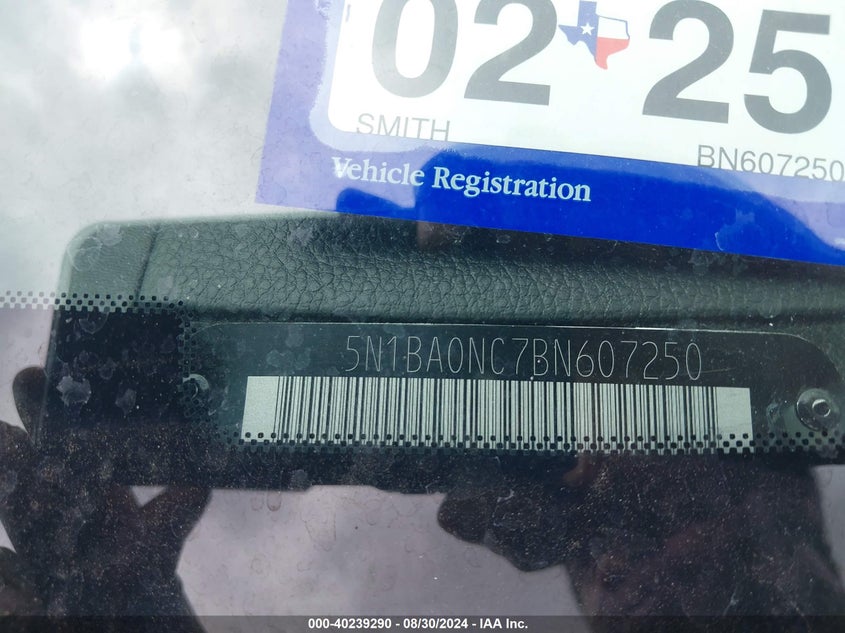 02 25
SMITH
BN607250
Vehicle Registration
5N1BA0NC7BN607250
000-40239290 - 08/30/2024 - IAA Inc.